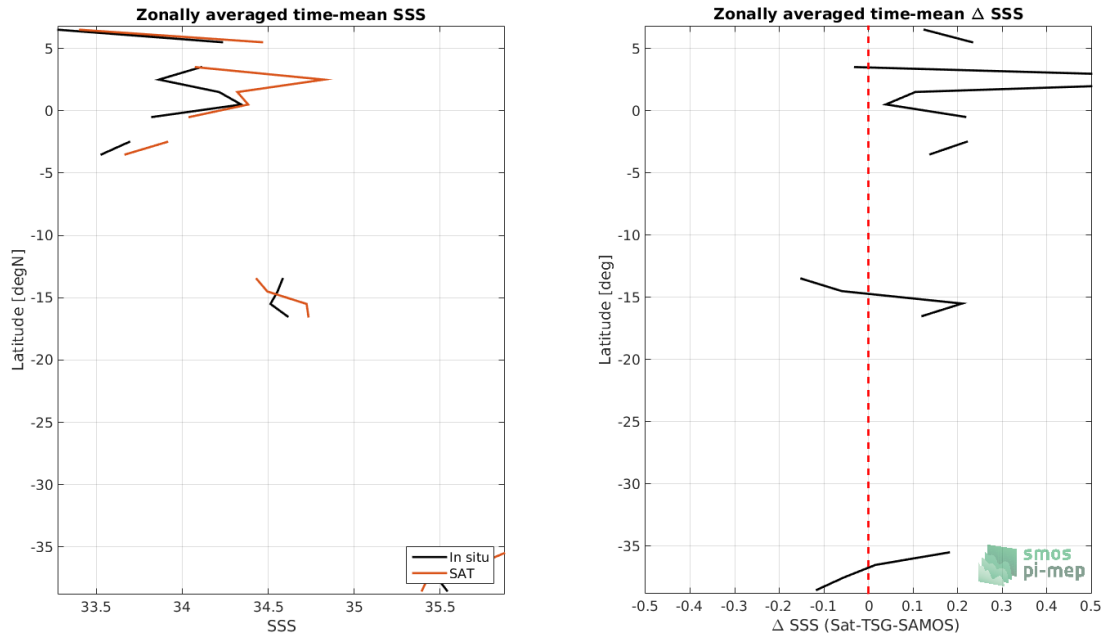 Zonally averaged time-mean SSS
5
0
-5
-10
-15
-20
-25
-30
-35
Latitude [degN]
33.5 34 34.5 35 35.5
SSS
In situ
SAT
Zonally averaged time-mean Δ SSS
5
0
-5
-10
-15
-20
-25
-30
-35
Latitude [deg]
-0.5 -0.4 -0.3 -0.2 -0.1 0 0.1 0.2 0.3 0.4 0.5
Δ SSS (Sat-TSG-SAMOS)
smos
pi-mep